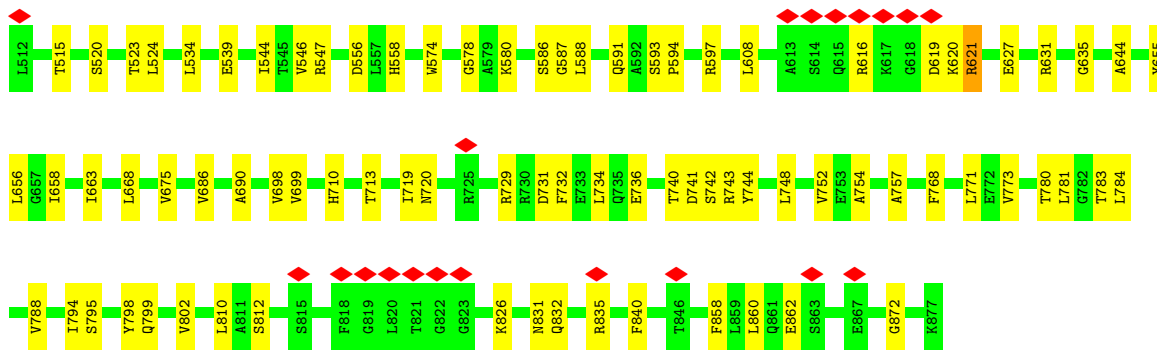 L512 T515 S520 T523 L524 L534 E539 I544 T545 V546 R547 D556 L557 H558 W574 G578 A579 K580 S586 G587 L588 Q591 A592 S593 P594 R597 L608 A613 S614 Q615 R616 K617 G618 D619 K620 R621 E627 R631 G635 A644 Y655
L656 G657 I658 I663 L668 V675 V686 A690 V698 V699 H710 T713 I719 N720 R725 R729 R730 D731 F732 E733 L734 Q735 E736 T740 D741 S742 R743 Y744 L748 V752 E753 A754 A757 F768 L771 E772 V773 T780 L781 G782 T783 L784
V788 I794 S795 Y798 Q799 V802 L810 A811 S812 S815 F818 G819 L820 T821 G822 G823 K826 N831 Q832 R835 F840 T846 F858 L859 L860 Q861 E862 S863 E867 G872 K877